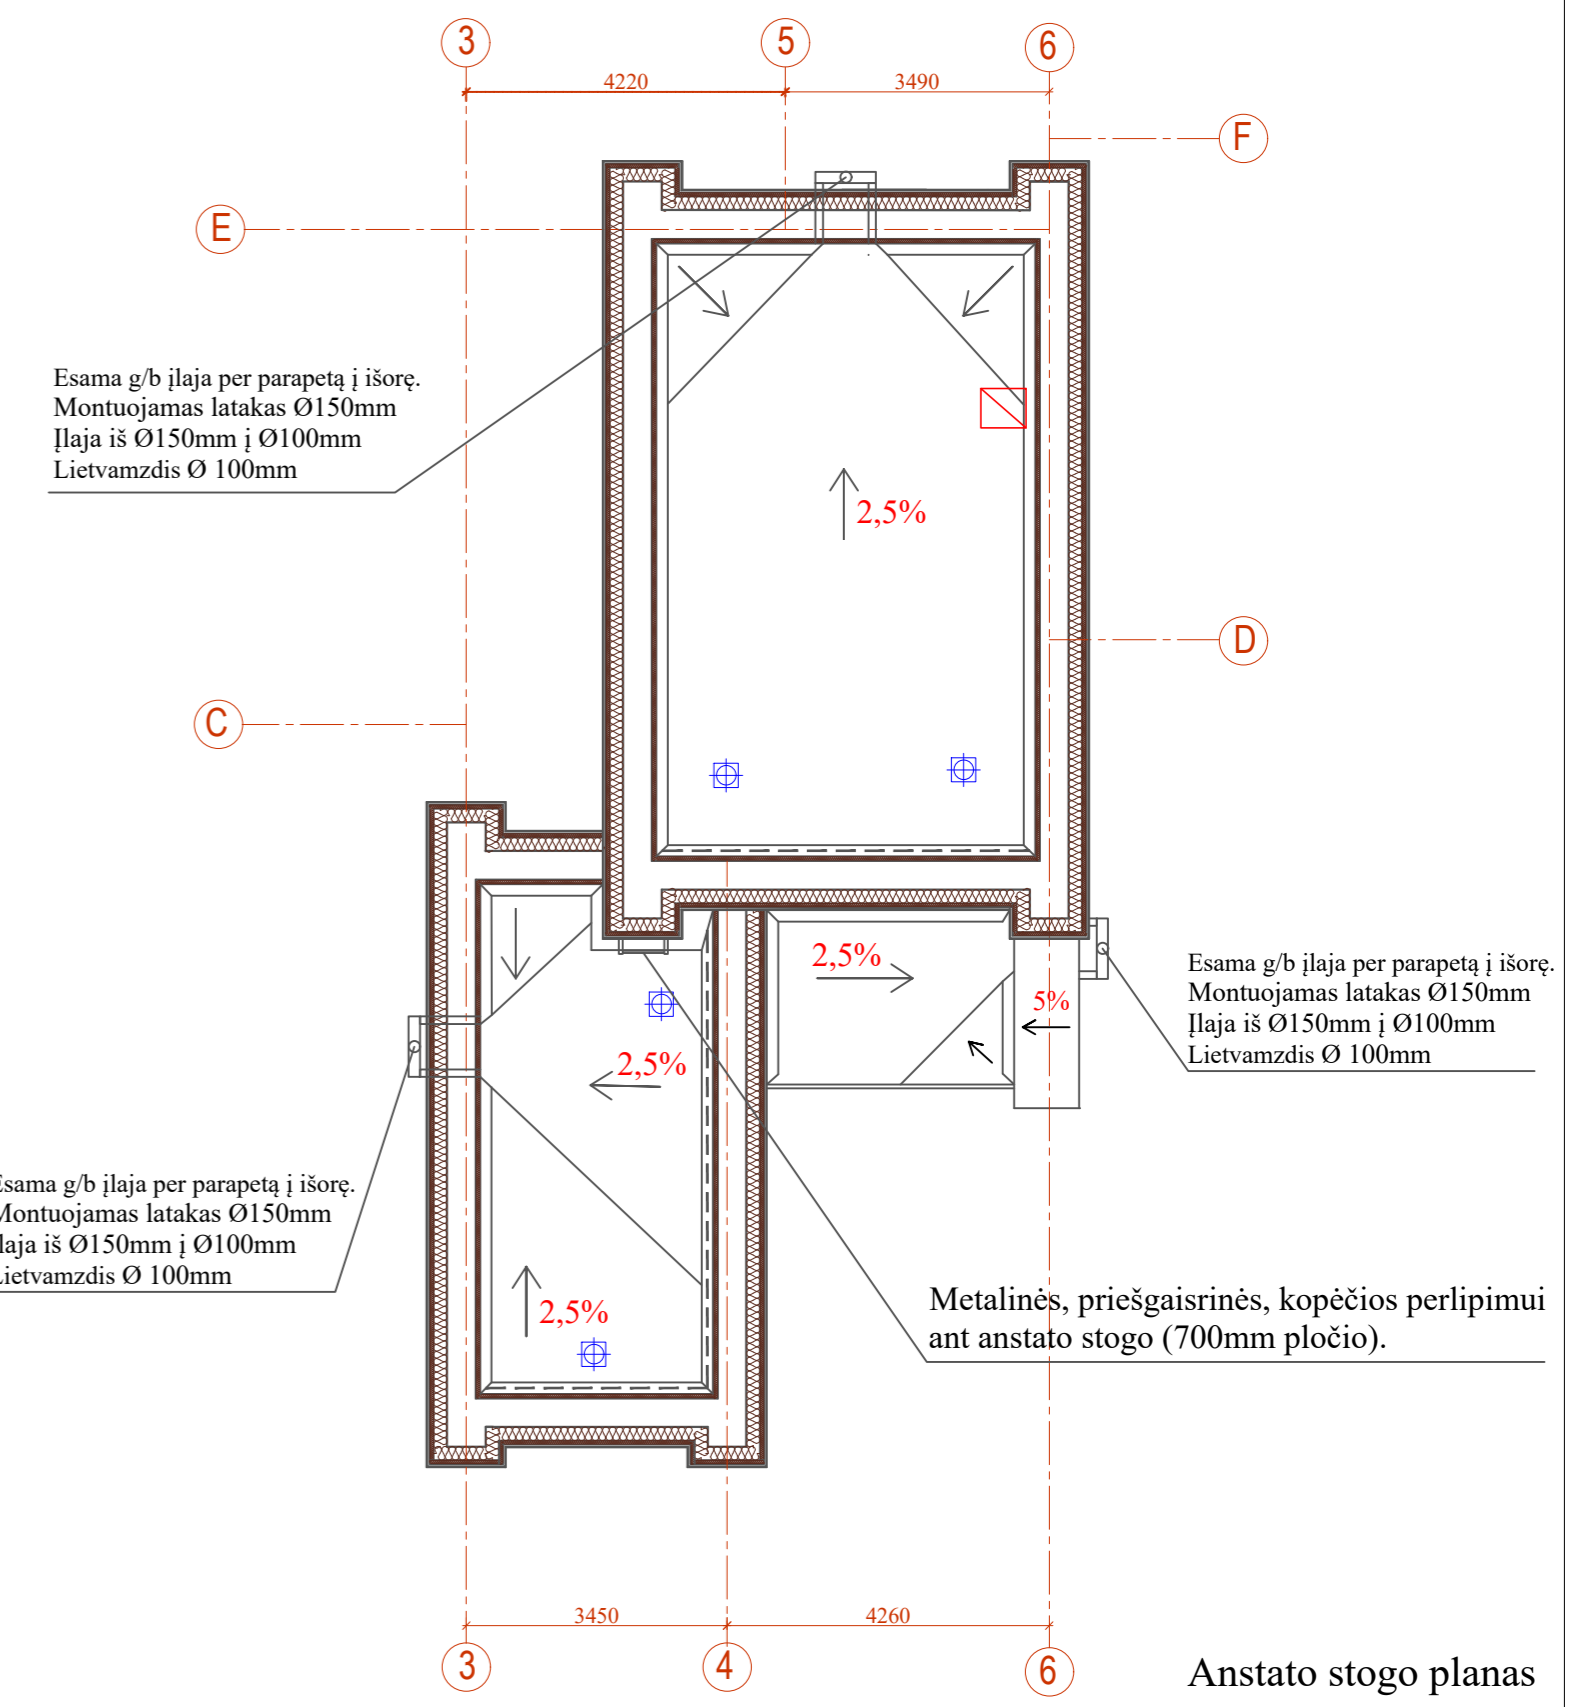 3
5
6
4220
3490
F
E
Esama g/b įlaja per parapetą į išorę.
Montuojamas latakas Ø150mm
Įlaja iš Ø150mm į Ø100mm
Lietvamzdis Ø 100mm
2,5%
D
C
2,5%
5%
Esama g/b įlaja per parapetą į išorę.
Montuojamas latakas Ø150mm
Įlaja iš Ø150mm į Ø100mm
Lietvamzdis Ø 100mm
2,5%
Esama g/b įlaja per parapetą į išorę.
Montuojamas latakas Ø150mm
Įlaja iš Ø150mm į Ø100mm
Lietvamzdis Ø 100mm
2,5%
Metalinės, priešgaisrinės, kopėčios perlipimui
ant anstato stogo (700mm pločio).
3450
4260
3
4
6
Anstato stogo planas